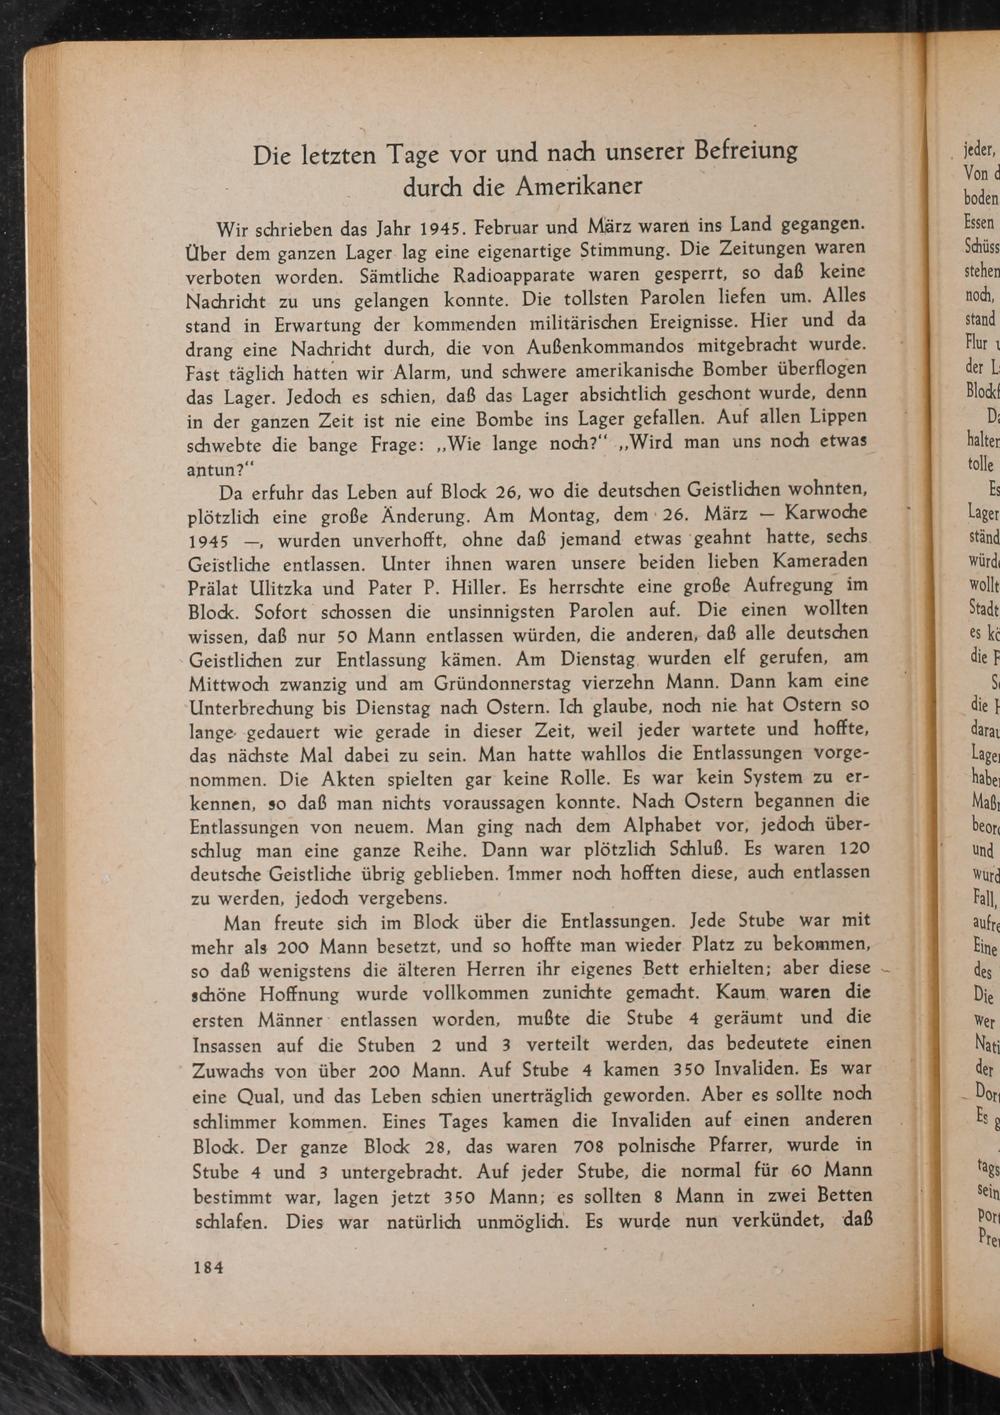 Die letzten Tage vor und nach unserer Befreiung
durch die Amerikaner
Wir schrieben das Jahr 1945. Februar und März waren ins Land gegangen.
Über dem ganzen Lager lag eine eigenartige Stimmung. Die Zeitungen waren
verboten worden. Sämtliche Radioapparate waren gesperrt, so daß keine
Nachricht zu uns gelangen konnte. Die tollsten Parolen liefen um. Alles
stand in Erwartung der kommenden militärischen Ereignisse. Hier und da
drang eine Nachricht durch, die von Außenkommandos mitgebracht wurde.
Fast täglich hatten wir Alarm, und schwere amerikanische Bomber überflogen
das Lager. Jedoch es schien, daß das Lager absichtlich geschont wurde, denn
in der ganzen Zeit ist nie eine Bombe ins Lager gefallen. Auf allen Lippen
schwebte die bange Frage: „Wie lange noch?“ „Wird man uns noch etwas
antun?“
Da erfuhr das Leben auf Block 26, wo die deutschen Geistlichen wohnten,
plötzlich eine große Änderung. Am Montag, dem 26. März — Karwoche
1945 —, wurden unverhofft, ohne daß jemand etwas geahnt hatte, sechs
Geistliche entlassen. Unter ihnen waren unsere beiden lieben Kameraden
Prälat Ulitzka und Pater P. Hiller. Es herrschte eine große Aufregung im
Block. Sofort schossen die unsinnigsten Parolen auf. Die einen wollten
wissen, daß nur 50 Mann entlassen würden, die anderen, daß alle deutschen
Geistlichen zur Entlassung kämen. Am Dienstag wurden elf gerufen, am
Mittwoch zwanzig und am Gründonnerstag vierzehn Mann. Dann kam eine
Unterbrechung bis Dienstag nach Ostern. Ich glaube, noch nie hat Ostern so
lange gedauert wie gerade in dieser Zeit, weil jeder wartete und hoffte,
das nächste Mal dabei zu sein. Man hatte wahllos die Entlassungen vorge-
nommen. Die Akten spielten gar keine Rolle. Es war kein System zu er-
kennen, so daß man nichts voraussagen konnte. Nach Ostern begannen die
Entlassungen von neuem. Man ging nach dem Alphabet vor, jedoch über-
schlug man eine ganze Reihe. Dann war plötzlich Schluß. Es waren 120
deutsche Geistliche übrig geblieben. Immer noch hofften diese, auch entlassen
zu werden, jedoch vergebens.
Man freute sich im Block über die Entlassungen. Jede Stube war mit
mehr als 200 Mann besetzt, und so hoffte man wieder Platz zu bekommen,
so daß wenigstens die älteren Herren ihr eigenes Bett erhielten; aber diese
schöne Hoffnung wurde vollkommen zunichte gemacht. Kaum waren die
ersten Männer entlassen worden, mußte die Stube 4 geräumt und die
Insassen auf die Stuben 2 und 3 verteilt werden, das bedeutete einen
Zuwachs von über 200 Mann. Auf Stube 4 kamen 350 Invaliden. Es war
eine Qual, und das Leben schien unerträglich geworden. Aber es sollte noch
schlimmer kommen. Eines Tages kamen die Invaliden auf einen anderen
Block. Der ganze Block 28, das waren 708 polnische Pfarrer, wurde in
Stube 4 und 3 untergebracht. Auf jeder Stube, die normal für 60 Mann
bestimmt war, lagen jetzt 350 Mann; es sollten 8 Mann in zwei Betten
schlafen. Dies war natürlich unmöglich. Es wurde nun verkündet, daß
184
jeder,
Von
boden
Essen
noch,
stand
Flur
der
tolle
Es
Lager
Stadt
die
die
und
Fall,
Eine
des
Die
wer
der
Es